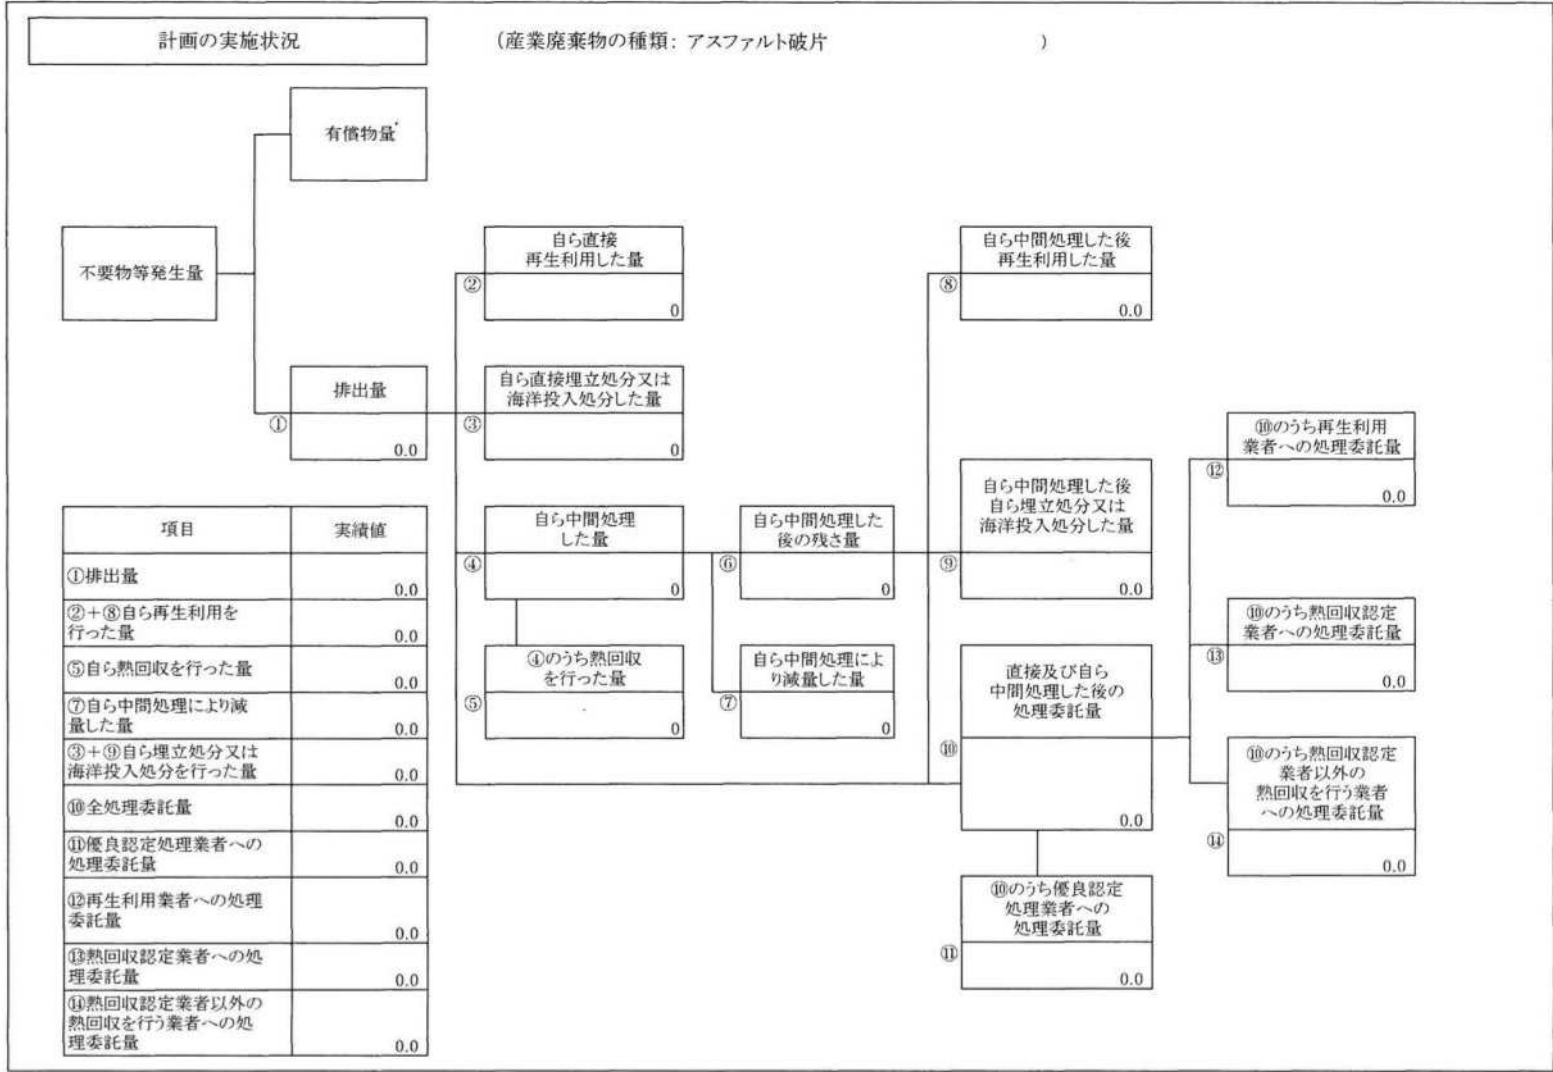 計画の実施状況
(産業廃棄物の種類: アスファルト破片 )
有償物量
不要物等発生量
排出量
①
0.0
自ら直接
再生利用した量
②
0
自ら直接埋立処分又は
海洋投入処分した量
③
0
自ら中間処理
した量
④
0
④のうち熱回収
を行った量
⑤
0
自ら中間処理した
後の残さ量
⑥
0
自ら中間処理によ
り減量した量
⑦
0
自ら中間処理した後
再生利用した量
⑧
0.0
自ら中間処理した後
自ら埋立処分又は
海洋投入処分した量
⑨
0.0
直接及び自ら
中間処理した後の
処理委託量
⑩
0.0
⑩のうち優良認定
処理業者への
処理委託量
⑪
0.0
⑩のうち再生利用
業者への処理委託量
⑫
0.0
⑩のうち熱回収認定
業者への処理委託量
⑬
0.0
⑩のうち熱回収認定
業者以外の
熱回収を行う業者
への処理委託量
⑭
0.0
項目 実績値
①排出量
0.0
②+⑧自ら再生利用を
行った量 0.0
⑤自ら熱回収を行った量
0.0
⑦自ら中間処理により減
量した量 0.0
③+⑨自ら埋立処分又は
海洋投入処分を行った量 0.0
⑩全処理委託量
0.0
⑪優良認定処理業者への
処理委託量 0.0
⑫再生利用業者への処理
委託量
0.0
⑬熱回収認定業者への処
理委託量 0.0
⑭熱回収認定業者以外の
熱回収を行う業者への処
理委託量 0.0